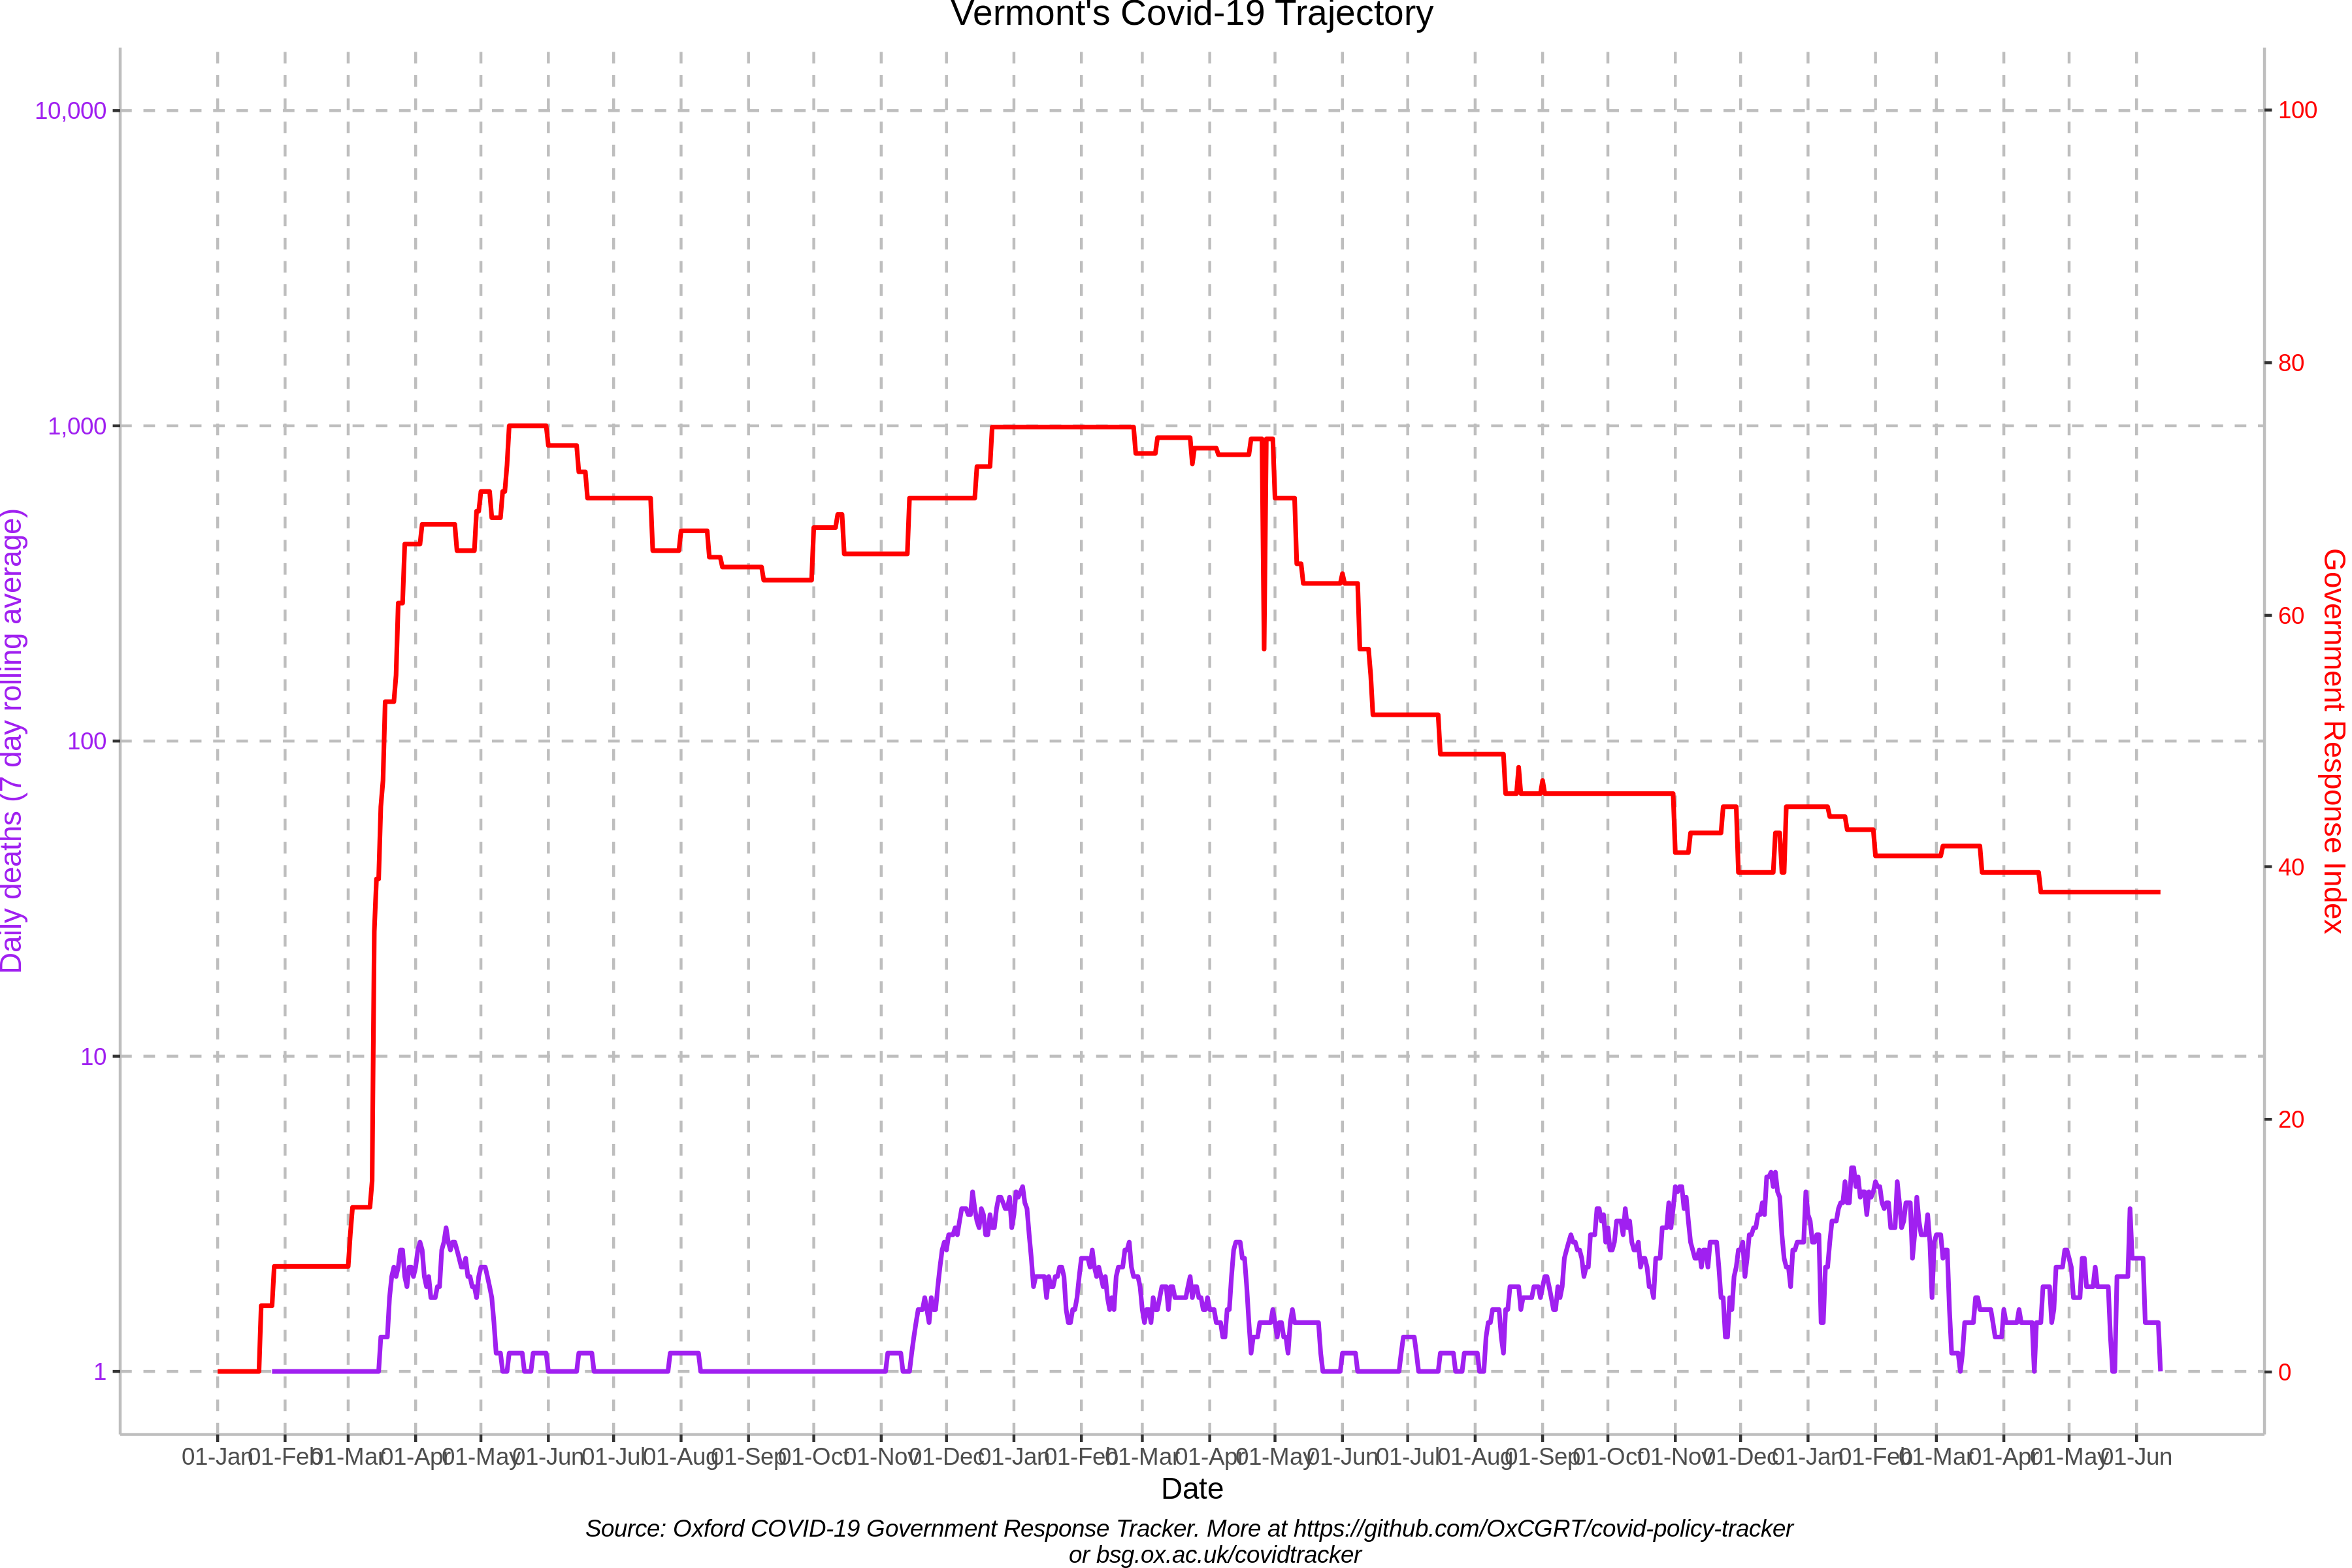 Vermont's Covid-19 Trajectory
10,000
1,000
100
10
1
Daily deaths (7 day rolling average)
100
80
60
40
20
0
Government Response Index
01-Jan 01-Feb 01-Mar 01-Apr 01-May 01-Jun 01-Jul 01-Aug 01-Sep 01-Oct 01-Nov 01-Dec 01-Jan 01-Feb 01-Mar 01-Apr 01-May 01-Jun 01-Jul 01-Aug 01-Sep 01-Oct 01-Nov 01-Dec 01-Jan 01-Feb 01-Mar 01-Apr 01-May 01-Jun
Date
Source: Oxford COVID-19 Government Response Tracker. More at https://github.com/OxCGRT/covid-policy-tracker
or bsg.ox.ac.uk/covidtracker